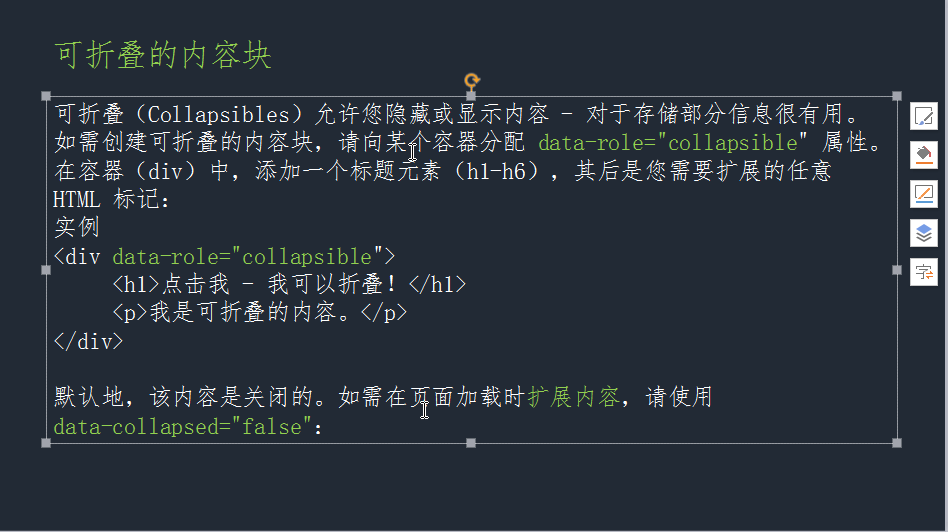 可折叠的内容块
可折叠（Collapsibles）允许您隐藏或显示内容 - 对于存储部分信息很有用。
如需创建可折叠的内容块，请向某个容器分配 data-role="collapsible" 属性。
在容器（div）中，添加一个标题元素（h1-h6），其后是您需要扩展的任意
HTML 标记：
实例
<div data-role="collapsible">
<h1>点击我 - 我可以折叠！</h1>
<p>我是可折叠的内容。</p>
</div>
默认地，该内容是关闭的。如需在页面加载时扩展内容，请使用
data-collapsed="false"：
字